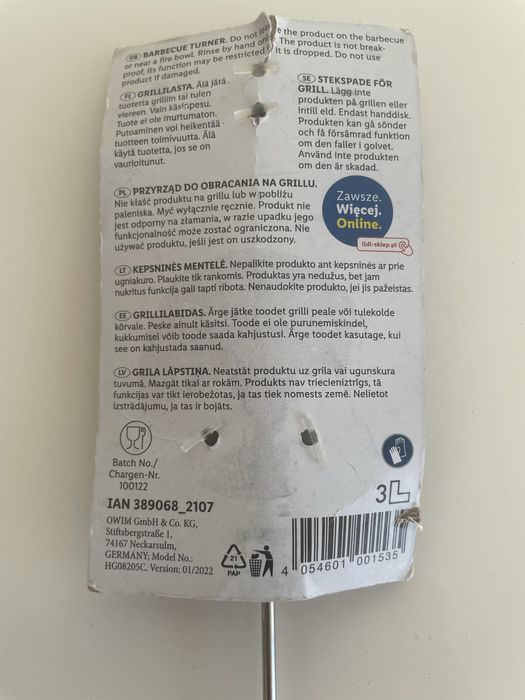 GB BARBECUE TURNER. Do not leave the product on the barbecue
or near a fire bowl. Rinse by hand only. The product is not break-
proof, its function may be restricted if it is dropped. Do not use
product if damaged.
FI GRILLILASTA. Älä jätä
tuotetta grilliin tai tulen
viereen. Vain käsinpesu.
Tuote ei ole murtumaton.
Putoaminen voi heikentää
tuotteen toimivuutta. Älä
käytä tuotetta, jos se on
vaurioitunut.
SE STEKSPADE FÖR
GRILL. Lägg inte
produkten på grillen eller
intill eld. Endast handdisk.
Produkten kan gå sönder
och få försämrad funktion
om den faller i golvet.
Använd inte produkten
om den är skadad.
PL PRZYRZĄD DO OBRACANIA NA GRILLU.
Nie kłaść produktu na grillu lub w pobliżu
paleniska. Myć wyłącznie ręcznie. Produkt nie
jest odporny na złamania, w razie upadku jego
funkcjonalność może zostać ograniczona. Nie
używać produktu, jeśli jest on uszkodzony.
Zawsze.
Więcej.
Online.
lidl-sklep.pl
LT KEPSNINĖS MENTELĖ. Nepalikite produkto ant kepsninės ar prie
ugniakuro. Plaukite tik rankomis. Produktas yra nedužus, bet jam
nukritus funkcija gali tapti ribota. Nenaudokite produkto, jei jis pažeistas.
EE GRILLILABIDAS. Ärge jätke toodet grilli peale või tulekolde
kõrvale. Peske ainult käsitsi. Toode ei ole purunemiskindel,
kukkumisel võib toode saada kahjustusi. Ärge toodet kasutage, kui
see on kahjustada saanud.
LV GRILA LĀPSTIŅA. Neatstāt produktu uz grila vai ugunskura
tuvumā. Mazgāt tikai ar rokām. Produkts nav triecienizturīgs, tā
funkcijas var tikt ierobežotas, ja tas tiek nomests zemē. Nelietot
izstrādājumu, ja tas ir bojāts.
Batch No./
Chargen-Nr.
100122
IAN 389068_2107
OWIM GmbH & Co. KG,
Stiftsbergstraße 1,
74167 Neckarsulm,
GERMANY; Model No.:
HG08205C, Version: 01/2022
21
PAP
3L
4 054601 001535